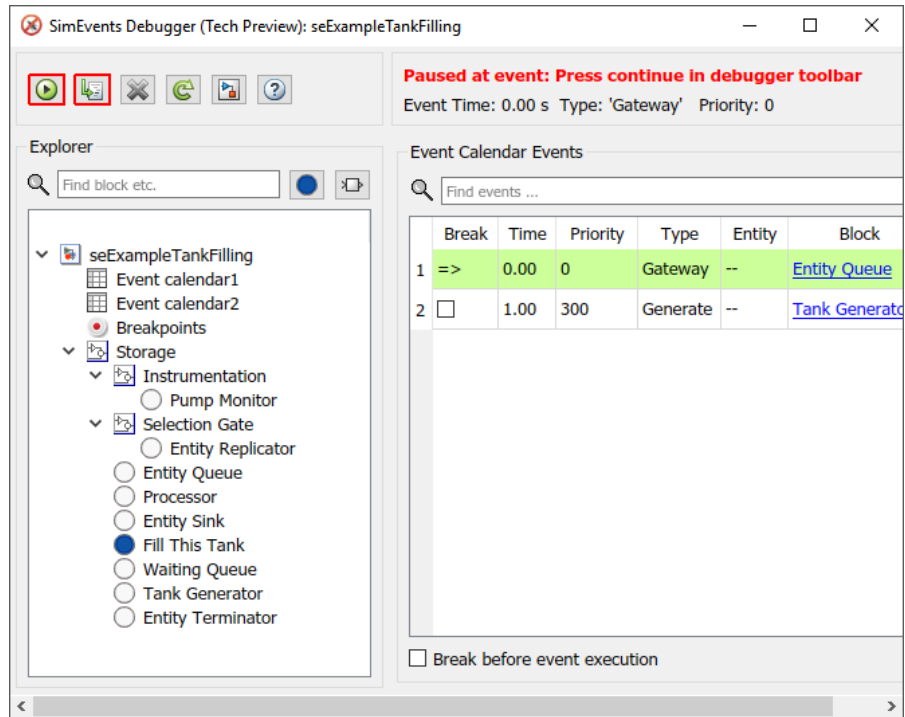 SimEvents Debugger (Tech Preview): seExampleTankFilling
Paused at event: Press continue in debugger toolbar
Event Time: 0.00 s Type: 'Gateway' Priority: 0
Explorer
Find block etc.
seExampleTankFilling
Event calendar1
Event calendar2
Breakpoints
Storage
Instrumentation
Pump Monitor
Selection Gate
Entity Replicator
Entity Queue
Processor
Entity Sink
Fill This Tank
Waiting Queue
Tank Generator
Entity Terminator
Event Calendar Events
Find events ...
Break Time Priority Type Entity Block
1 => 0.00 0 Gateway -- Entity Queue
2 1.00 300 Generate -- Tank Generato
Break before event execution